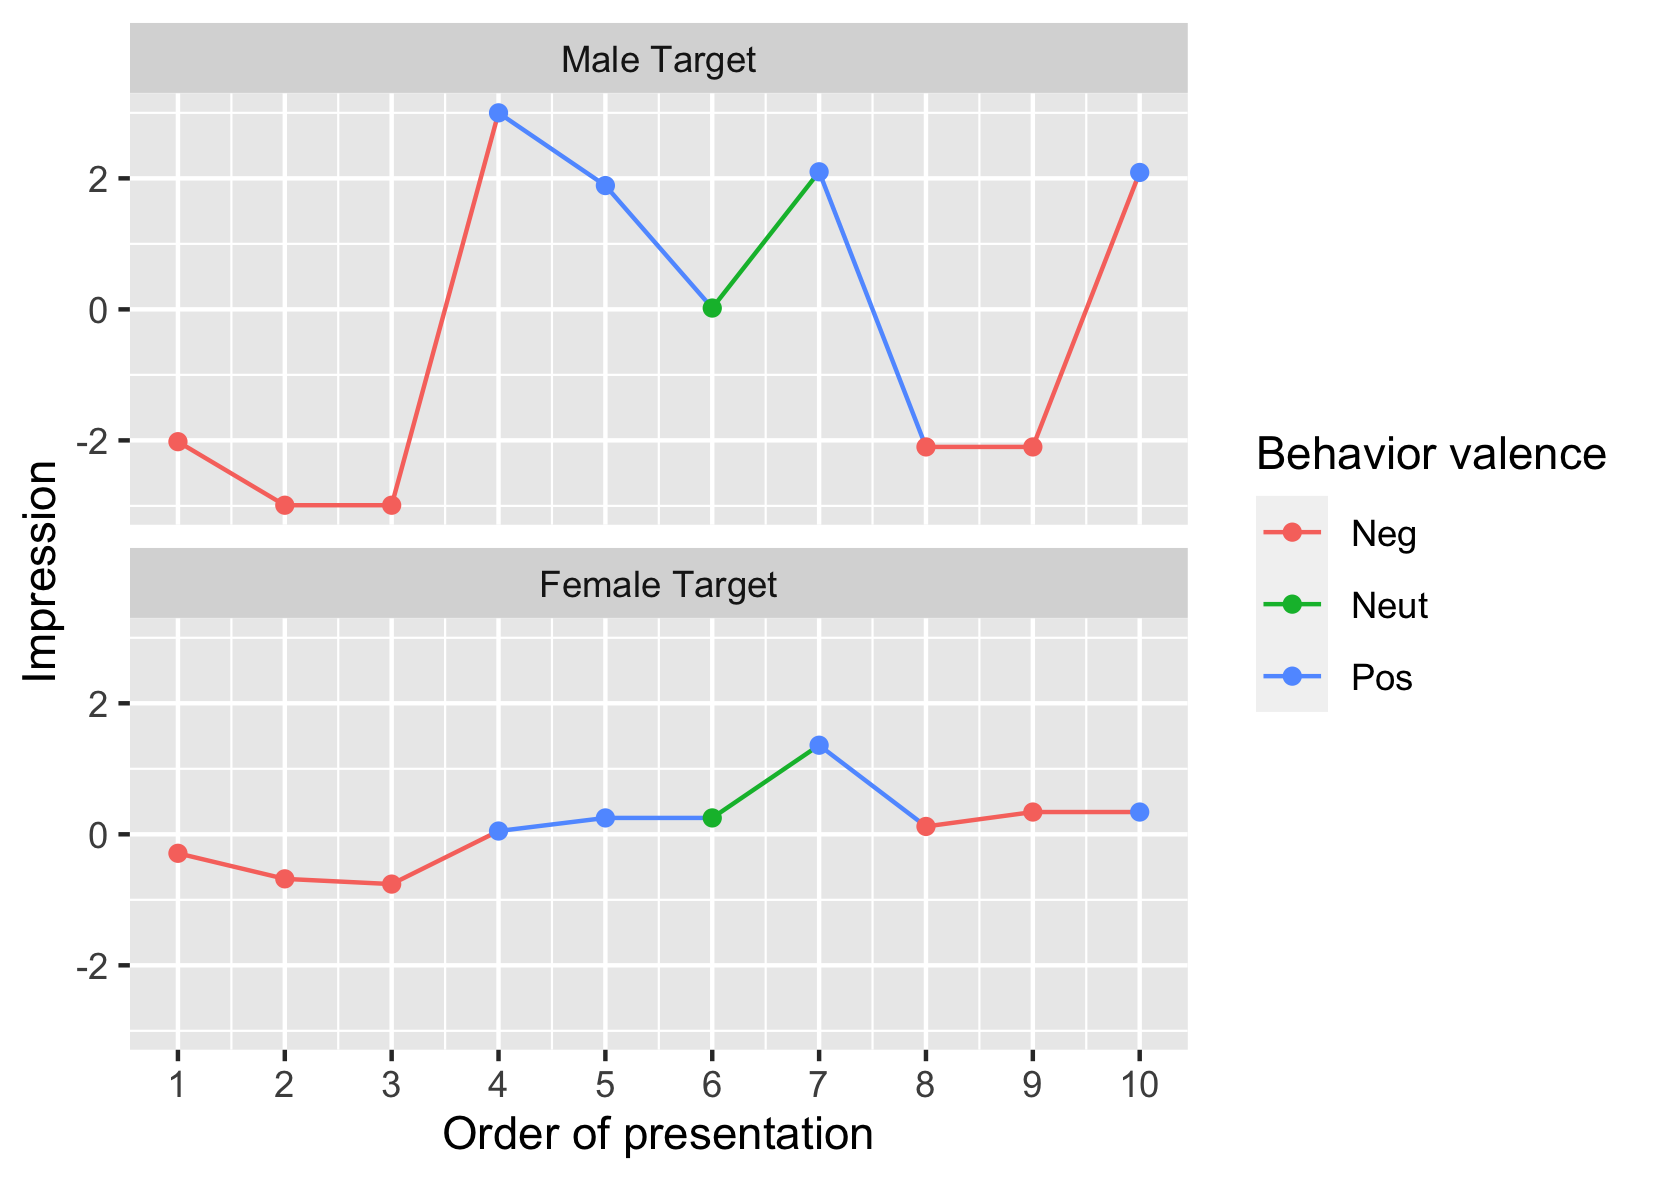 Male Target
2
0
-2
Impression
Female Target
2
0
-2
1 2 3 4 5 6 7 8 9 10
Order of presentation
Behavior valence
Neg
Neut
Pos